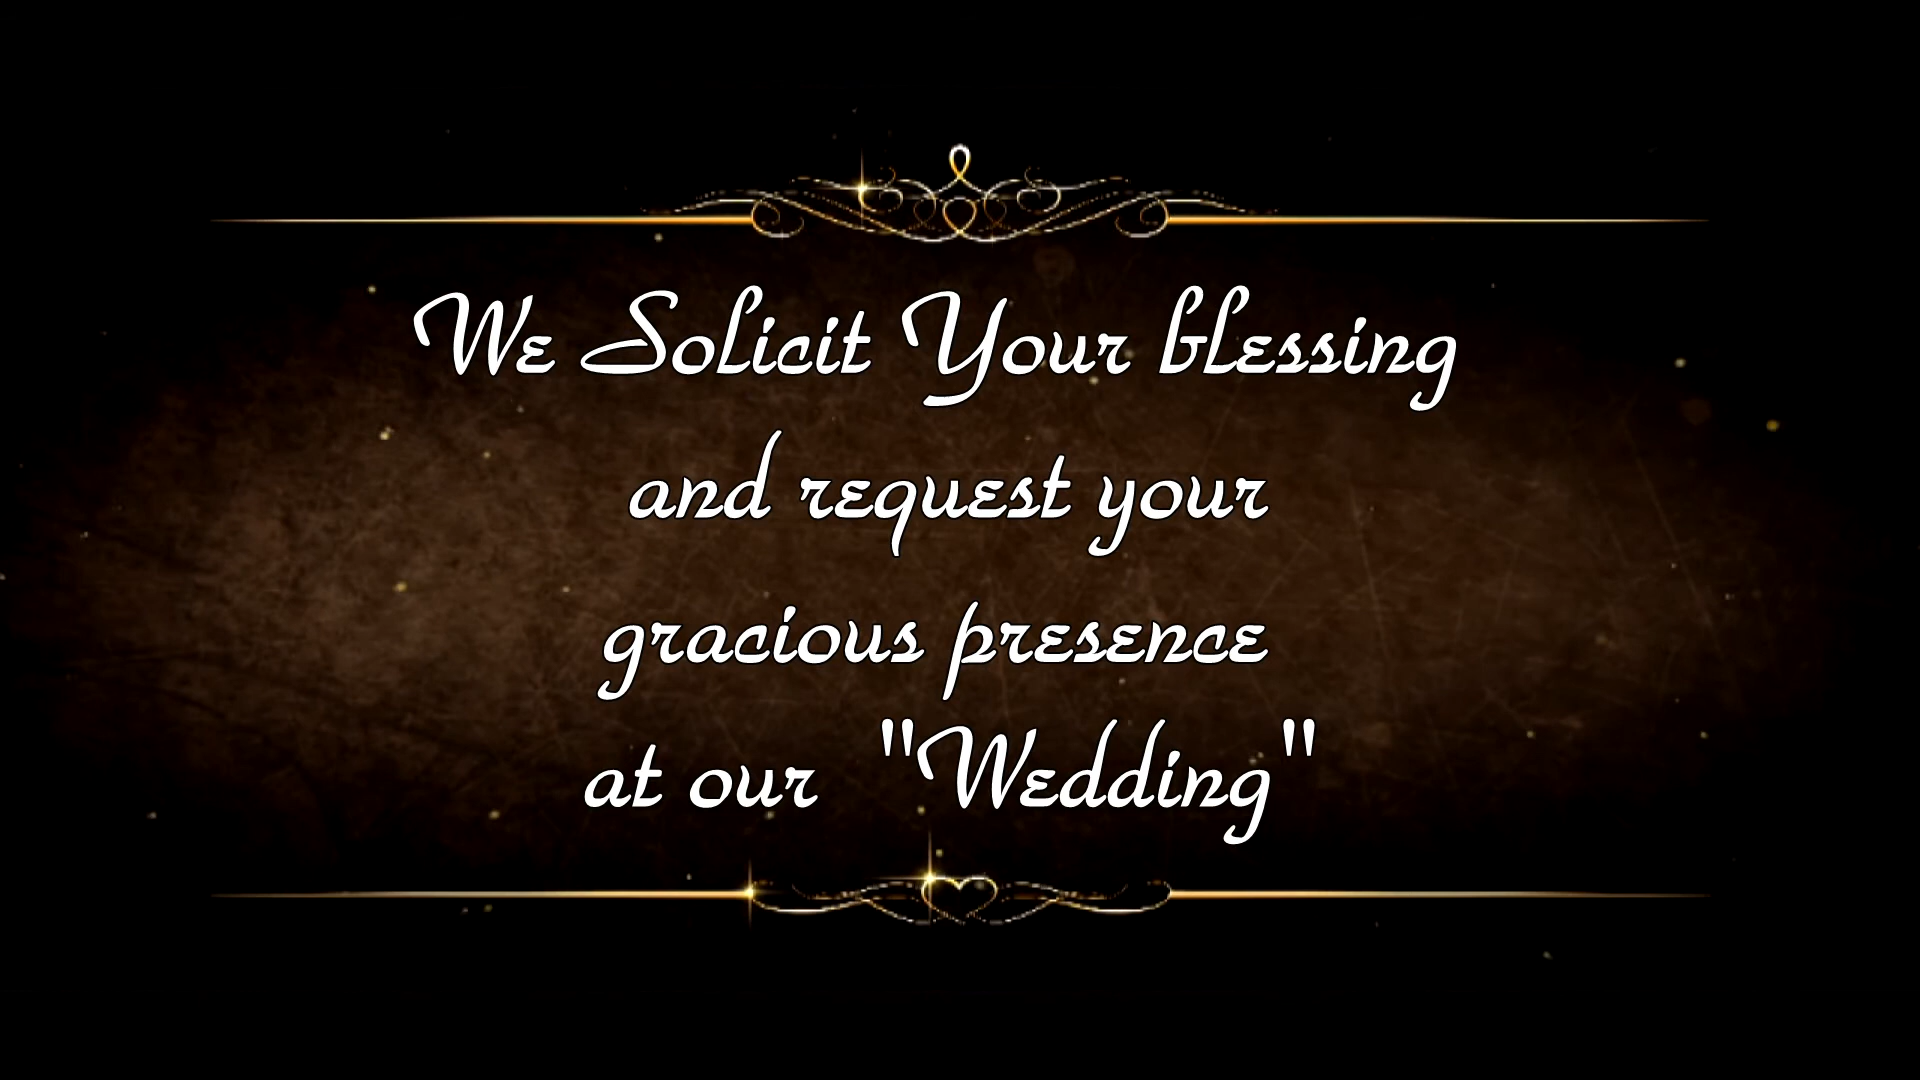 We Solicit Your blessing
and request your
gracious presence
at our "Wedding"